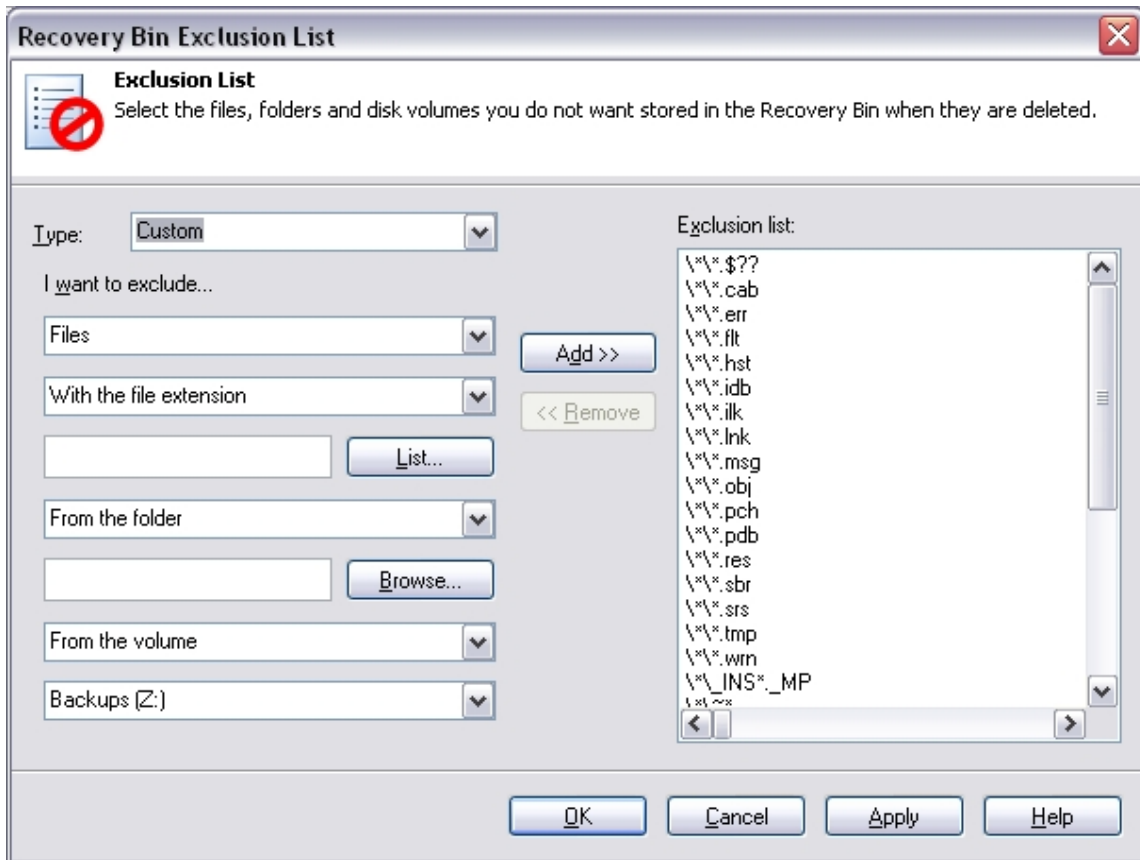 Recovery Bin Exclusion List
Exclusion List
Select the files, folders and disk volumes you do not want stored in the Recovery Bin when they are deleted.
Type: Custom
I want to exclude...
Files
With the file extension
List...
From the folder
Browse...
From the volume
Backups (Z:)
Add >>
<< Remove
Exclusion list:
\*\*.$??
\*\*.cab
\*\*.err
\*\*.flt
\*\*.hst
\*\*.idb
\*\*.ilk
\*\*.lnk
\*\*.msg
\*\*.obj
\*\*.pch
\*\*.pdb
\*\*.res
\*\*.sbr
\*\*.srs
\*\*.tmp
\*\*.wrn
\*\_INS*._MP
\*\~*
OK Cancel Apply Help